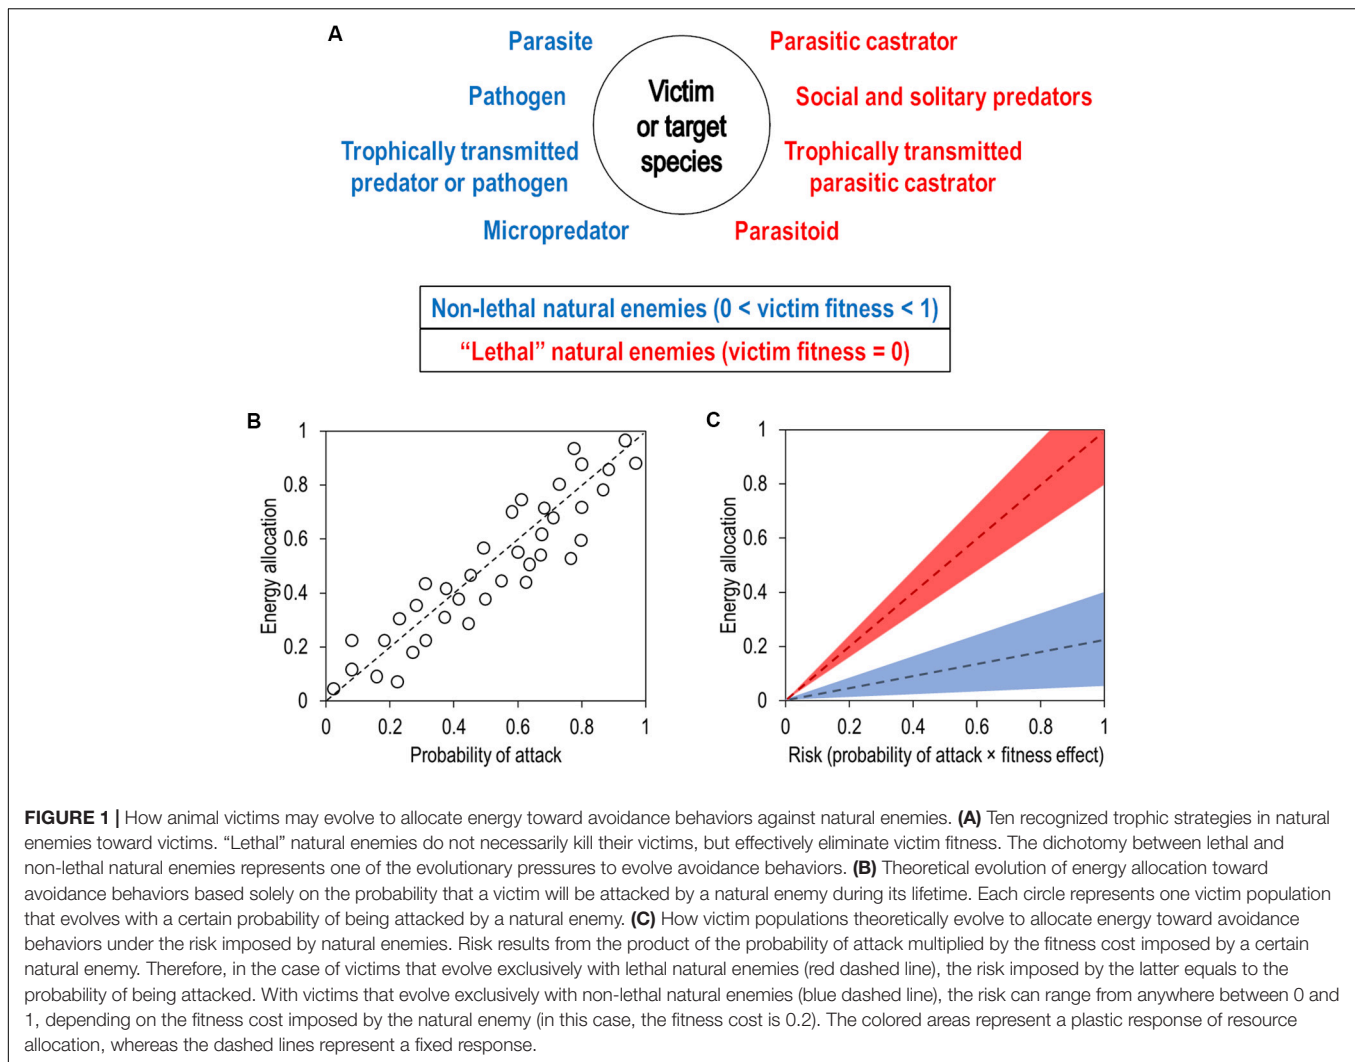 A
Parasite
Parasitic castrator
Pathogen
Victim
or target
species
Social and solitary predators
Trophically transmitted
predator or pathogen
Trophically transmitted
parasitic castrator
Micropredator
Parasitoid
Non-lethal natural enemies (0 < victim fitness < 1)
“Lethal” natural enemies (victim fitness = 0)
B
1
0.8
0.6
0.4
0.2
0
Energy allocation
0 0.2 0.4 0.6 0.8 1
Probability of attack
C
1
0.8
0.6
0.4
0.2
0
Energy allocation
0 0.2 0.4 0.6 0.8 1
Risk (probability of attack × fitness effect)
FIGURE 1 | How animal victims may evolve to allocate energy toward avoidance behaviors against natural enemies. (A) Ten recognized trophic strategies in natural
enemies toward victims. “Lethal” natural enemies do not necessarily kill their victims, but effectively eliminate victim fitness. The dichotomy between lethal and
non-lethal natural enemies represents one of the evolutionary pressures to evolve avoidance behaviors. (B) Theoretical evolution of energy allocation toward
avoidance behaviors based solely on the probability that a victim will be attacked by a natural enemy during its lifetime. Each circle represents one victim population
that evolves with a certain probability of being attacked by a natural enemy. (C) How victim populations theoretically evolve to allocate energy toward avoidance
behaviors under the risk imposed by natural enemies. Risk results from the product of the probability of attack multiplied by the fitness cost imposed by a certain
natural enemy. Therefore, in the case of victims that evolve exclusively with lethal natural enemies (red dashed line), the risk imposed by the latter equals to the
probability of being attacked. With victims that evolve exclusively with non-lethal natural enemies (blue dashed line), the risk can range from anywhere between 0 and
1, depending on the fitness cost imposed by the natural enemy (in this case, the fitness cost is 0.2). The colored areas represent a plastic response of resource
allocation, whereas the dashed lines represent a fixed response.